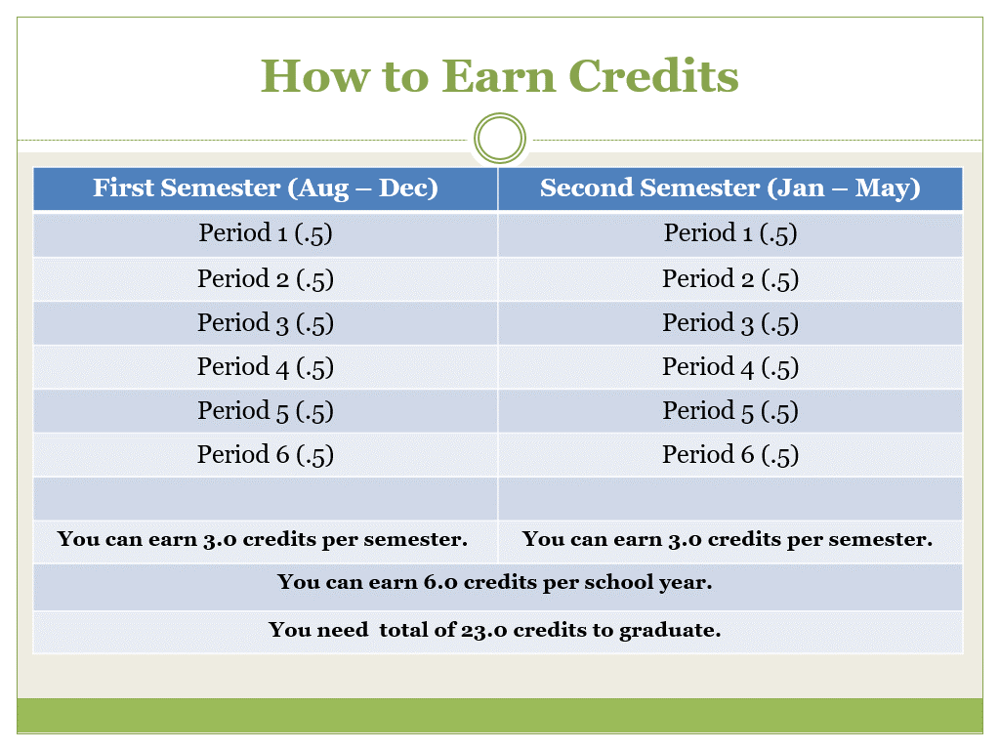 How to Earn Credits
First Semester (Aug – Dec) Second Semester (Jan – May)
Period 1 (.5) Period 1 (.5)
Period 2 (.5) Period 2 (.5)
Period 3 (.5) Period 3 (.5)
Period 4 (.5) Period 4 (.5)
Period 5 (.5) Period 5 (.5)
Period 6 (.5) Period 6 (.5)
You can earn 3.0 credits per semester. You can earn 3.0 credits per semester.
You can earn 6.0 credits per school year.
You need  total of 23.0 credits to graduate.